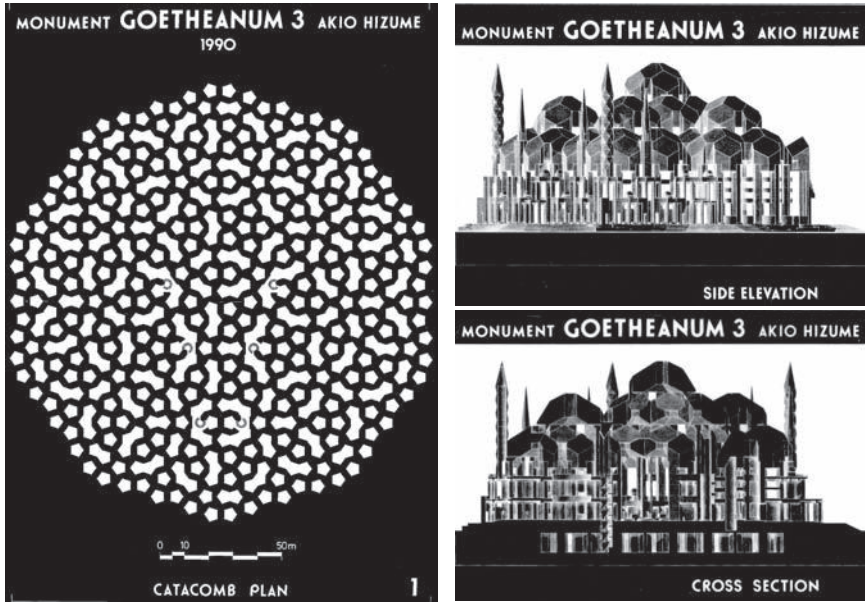 MONUMENT GOETHEANUM 3 AKIO HIZUME
1990
0 10 50m
CATACOMB PLAN 1
MONUMENT GOETHEANUM 3 AKIO HIZUME
SIDE ELEVATION
MONUMENT GOETHEANUM 3 AKIO HIZUME
CROSS SECTION